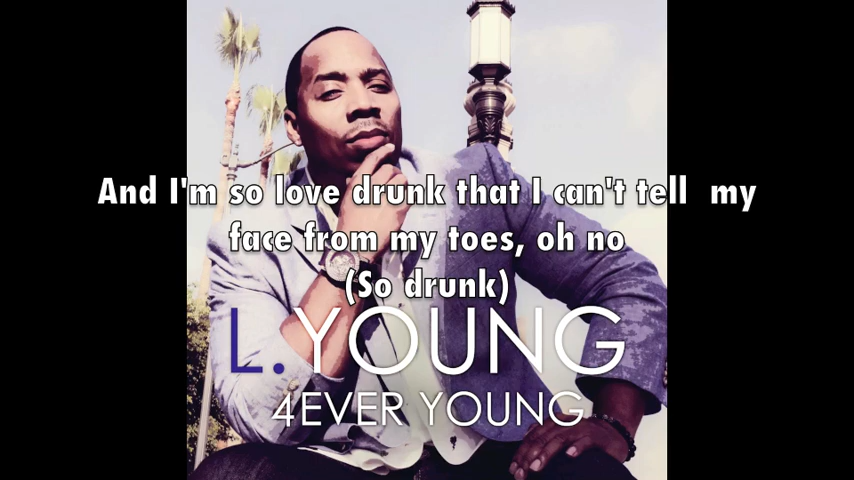 And I'm so love drunk that I can't tell  my
face from my toes, oh no
(So drunk)
L.YOUNG
4EVER YOUNG